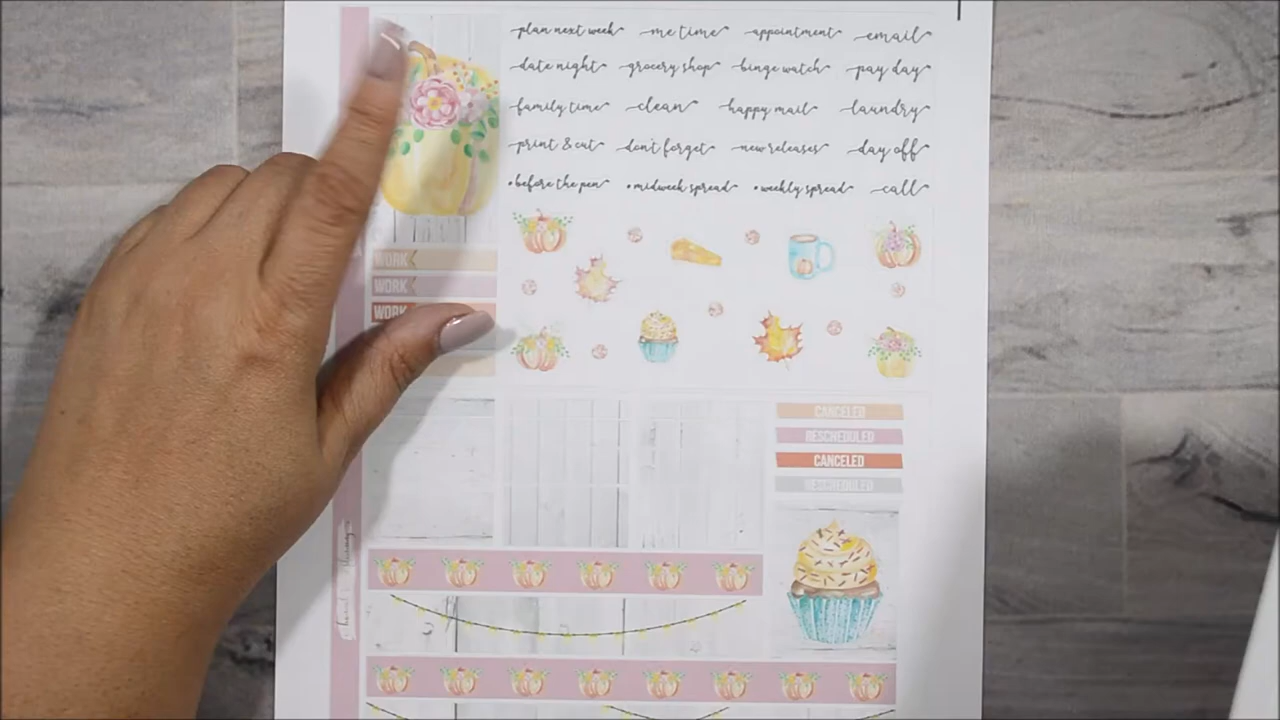 plan next week me time appointment email
date night grocery shop binge watch pay day
family time clean happy mail laundry
print & cut don't forget new releases day off
•before the pen •midweek spread •weekly spread call
WORK
WORK
WORK
CANCELED
RESCHEDULED
CANCELED
RESCHEDULED